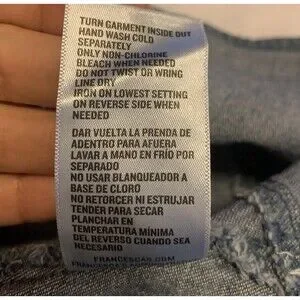 TURN GARMENT INSIDE OUT
HAND WASH COLD
SEPARATELY
ONLY NON-CHLORINE
BLEACH WHEN NEEDED
DO NOT TWIST OR WRING
LINE DRY
IRON ON LOWEST SETTING
ON REVERSE SIDE WHEN
NEEDED
DAR VUELTA LA PRENDA DE
ADENTRO PARA AFUERA
LAVAR A MANO EN FRÍO POR
SEPARADO
NO USAR BLANQUEADOR A
BASE DE CLORO
NO RETORCER NI ESTRUJAR
TENDER PARA SECAR
PLANCHAR EN
TEMPERATURA MÍNIMA
DEL REVERSO CUANDO SEA
NECESARIO
FRANCESCAS.COM